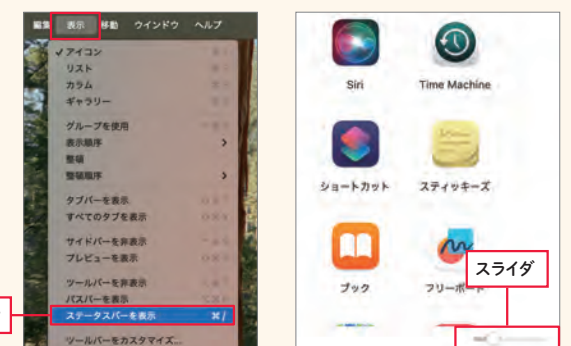 編集 表示 移動 ウインドウ ヘルプ
✓アイコン
リスト
カラム
ギャラリー
グループを使用
表示順序 >
整頓
整頓順序 >
タブバーを表示
すべてのタブを表示
サイドバーを非表示
プレビューを表示
ツールバーを非表示
パスバーを表示
ステータスバーを表示 ⌘/
ツールバーをカスタマイズ...
Siri
Time Machine
ショートカット
スティッキーズ
ブック
フリーボード
スライダ